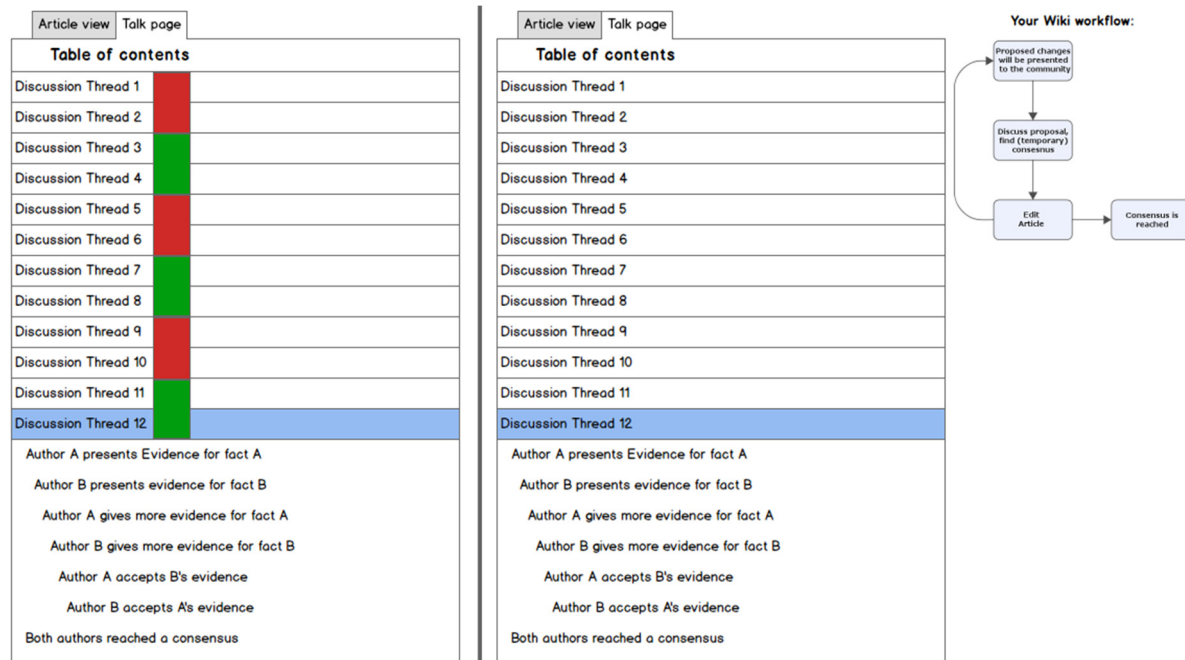 Article view
Talk page
Table of contents
Discussion Thread 1
Discussion Thread 2
Discussion Thread 3
Discussion Thread 4
Discussion Thread 5
Discussion Thread 6
Discussion Thread 7
Discussion Thread 8
Discussion Thread 9
Discussion Thread 10
Discussion Thread 11
Discussion Thread 12
Author A presents Evidence for fact A
Author B presents evidence for fact B
Author A gives more evidence for fact A
Author B gives more evidence for fact B
Author A accepts B's evidence
Author B accepts A's evidence
Both authors reached a consensus
Article view
Talk page
Table of contents
Discussion Thread 1
Discussion Thread 2
Discussion Thread 3
Discussion Thread 4
Discussion Thread 5
Discussion Thread 6
Discussion Thread 7
Discussion Thread 8
Discussion Thread 9
Discussion Thread 10
Discussion Thread 11
Discussion Thread 12
Author A presents Evidence for fact A
Author B presents evidence for fact B
Author A gives more evidence for fact A
Author B gives more evidence for fact B
Author A accepts B's evidence
Author B accepts A's evidence
Both authors reached a consensus
Your Wiki workflow:
Proposed changes
will be presented
to the community
Discuss proposal,
find (temporary)
consesnus
Edit
Article
Consensus is
reached